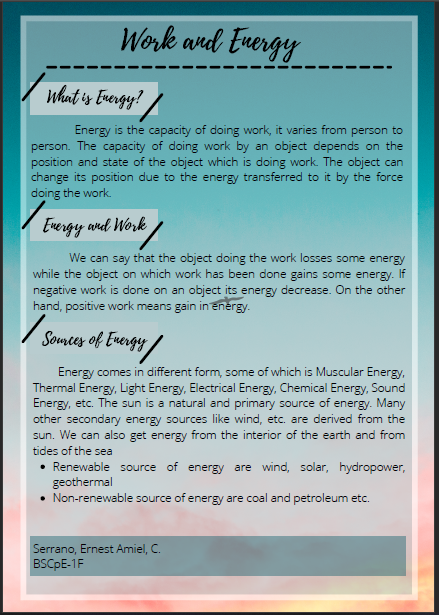 Work and Energy
What is Energy?
Energy is the capacity of doing work, it varies from person to
person. The capacity of doing work by an object depends on the
position and state of the object which is doing work. The object can
change its position due to the energy transferred to it by the force
doing the work.
Energy and Work
We can say that the object doing the work losses some energy
while the object on which work has been done gains some energy. If
negative work is done on an object its energy decrease. On the other
hand, positive work means gain in energy.
Sources of Energy
Energy comes in different form, some of which is Muscular Energy,
Thermal Energy, Light Energy, Electrical Energy, Chemical Energy, Sound
Energy, etc. The sun is a natural and primary source of energy. Many
other secondary energy sources like wind, etc. are derived from the
sun. We can also get energy from the interior of the earth and from
tides of the sea
• Renewable source of energy are wind, solar, hydropower,
geothermal
• Non-renewable source of energy are coal and petroleum etc.
Serrano, Ernest Amiel, C.
BSCpE-1F